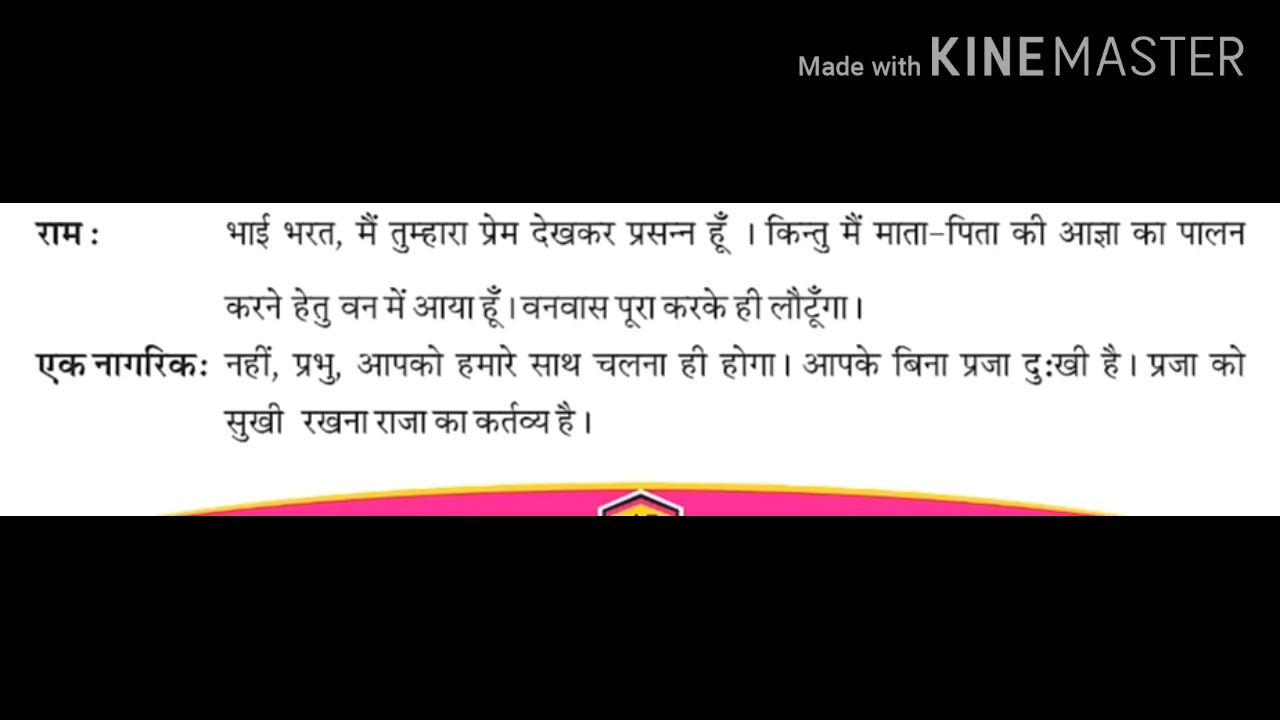 Made with KINEMASTER
राम : भाई भरत, मैं तुम्हारा प्रेम देखकर प्रसन्न हूँ । किन्तु मैं माता-पिता की आज्ञा का पालन
करने हेतु वन में आया हूँ । वनवास पूरा करके ही लौटूँगा ।
एक नागरिक: नहीं, प्रभु, आपको हमारे साथ चलना ही होगा । आपके बिना प्रजा दुःखी है । प्रजा को
सुखी रखना राजा का कर्तव्य है ।